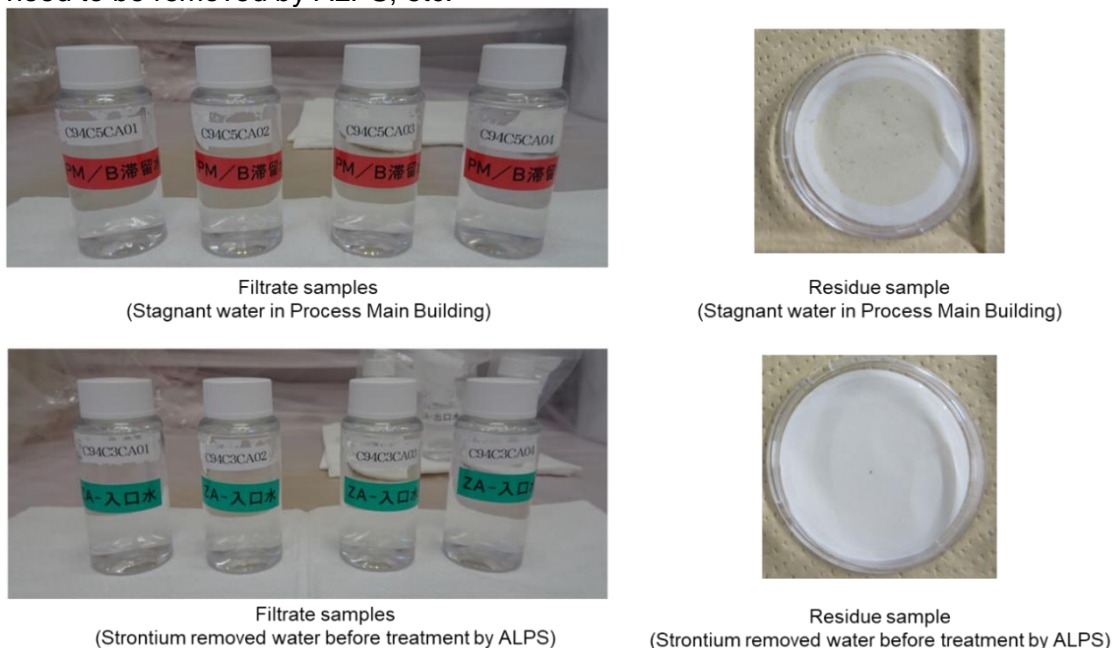 need to be removed by ALPS, etc.
C94C5CA01
C94C5CA02
C94C5CA03
C94C5CA04
PM/B滞留水
PM/B滞留
PM/B滞留
PM/B滞留
Filtrate samples
(Stagnant water in Process Main Building)
Residue sample
(Stagnant water in Process Main Building)
C94C3CA01
C94C3CA02
C94C3CA03
C94C3CA04
ZA-入口水
ZA-入口水
ZA-入口水
ZA-入口
Filtrate samples
(Strontium removed water before treatment by ALPS)
Residue sample
(Strontium removed water before treatment by ALPS)